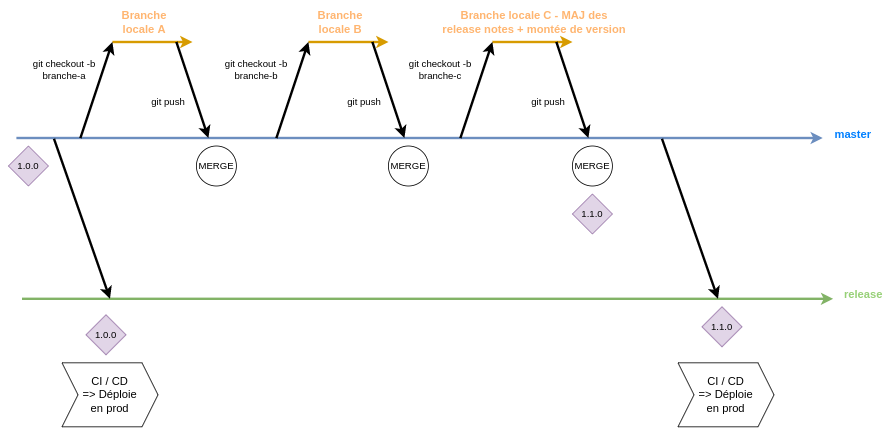 Branche
locale A
Branche
locale B
Branche locale C - MAJ des
release notes + montée de version
git checkout -b
branche-a
git push
git checkout -b
branche-b
git push
git checkout -b
branche-c
git push
master
1.0.0
MERGE
MERGE
MERGE
1.1.0
release
1.0.0
1.1.0
CI / CD
=> Déploie
en prod
CI / CD
=> Déploie
en prod